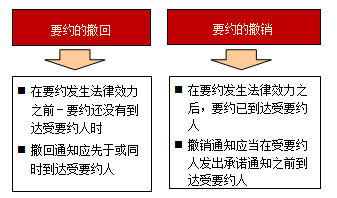 要约的撤回
在要约发生法律效力
之前－要约还没有到
达受要约人时
撤回通知应先于或同
时到达受要约人
要约的撤销
在要约发生法律效力之
后，要约已到达受要约
人
撤销通知应当在受要约
人发出承诺通知之前到
达受要约人